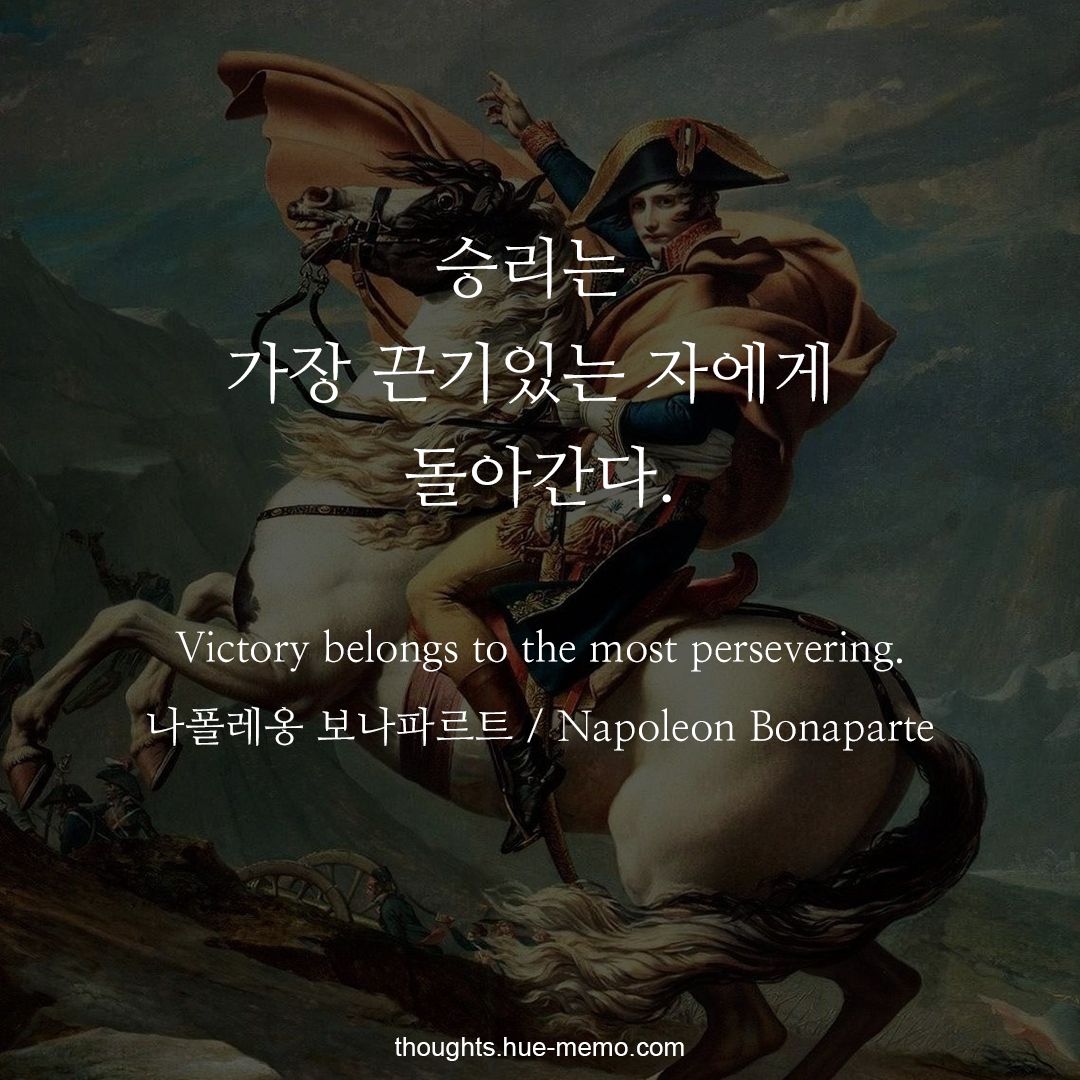 승리는
가장 끈기있는 자에게
돌아간다.
Victory belongs to the most persevering.
나폴레옹 보나파르트 / Napoleon Bonaparte
thoughts.hue-memo.com